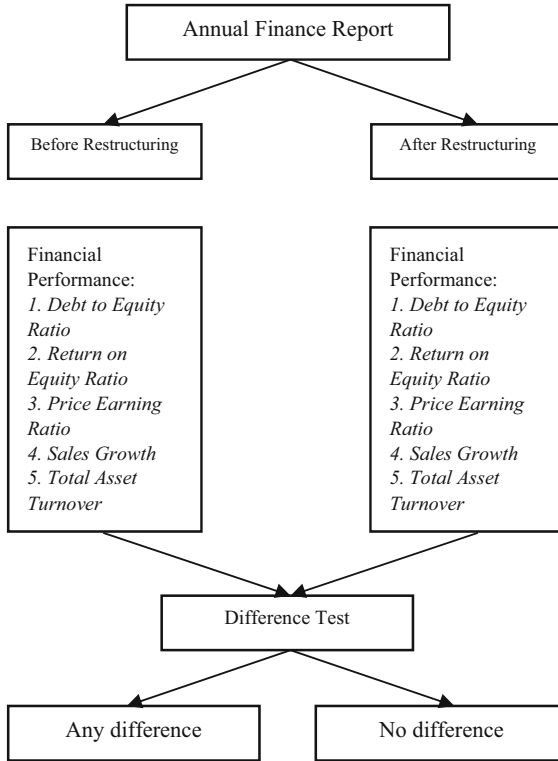 Annual Finance Report
Before Restructuring
After Restructuring
Financial
Performance:
1. Debt to Equity
Ratio
2. Return on
Equity Ratio
3. Price Earning
Ratio
4. Sales Growth
5. Total Asset
Turnover
Financial
Performance:
1. Debt to Equity
Ratio
2. Return on
Equity Ratio
3. Price Earning
Ratio
4. Sales Growth
5. Total Asset
Turnover
Difference Test
Any difference
No difference